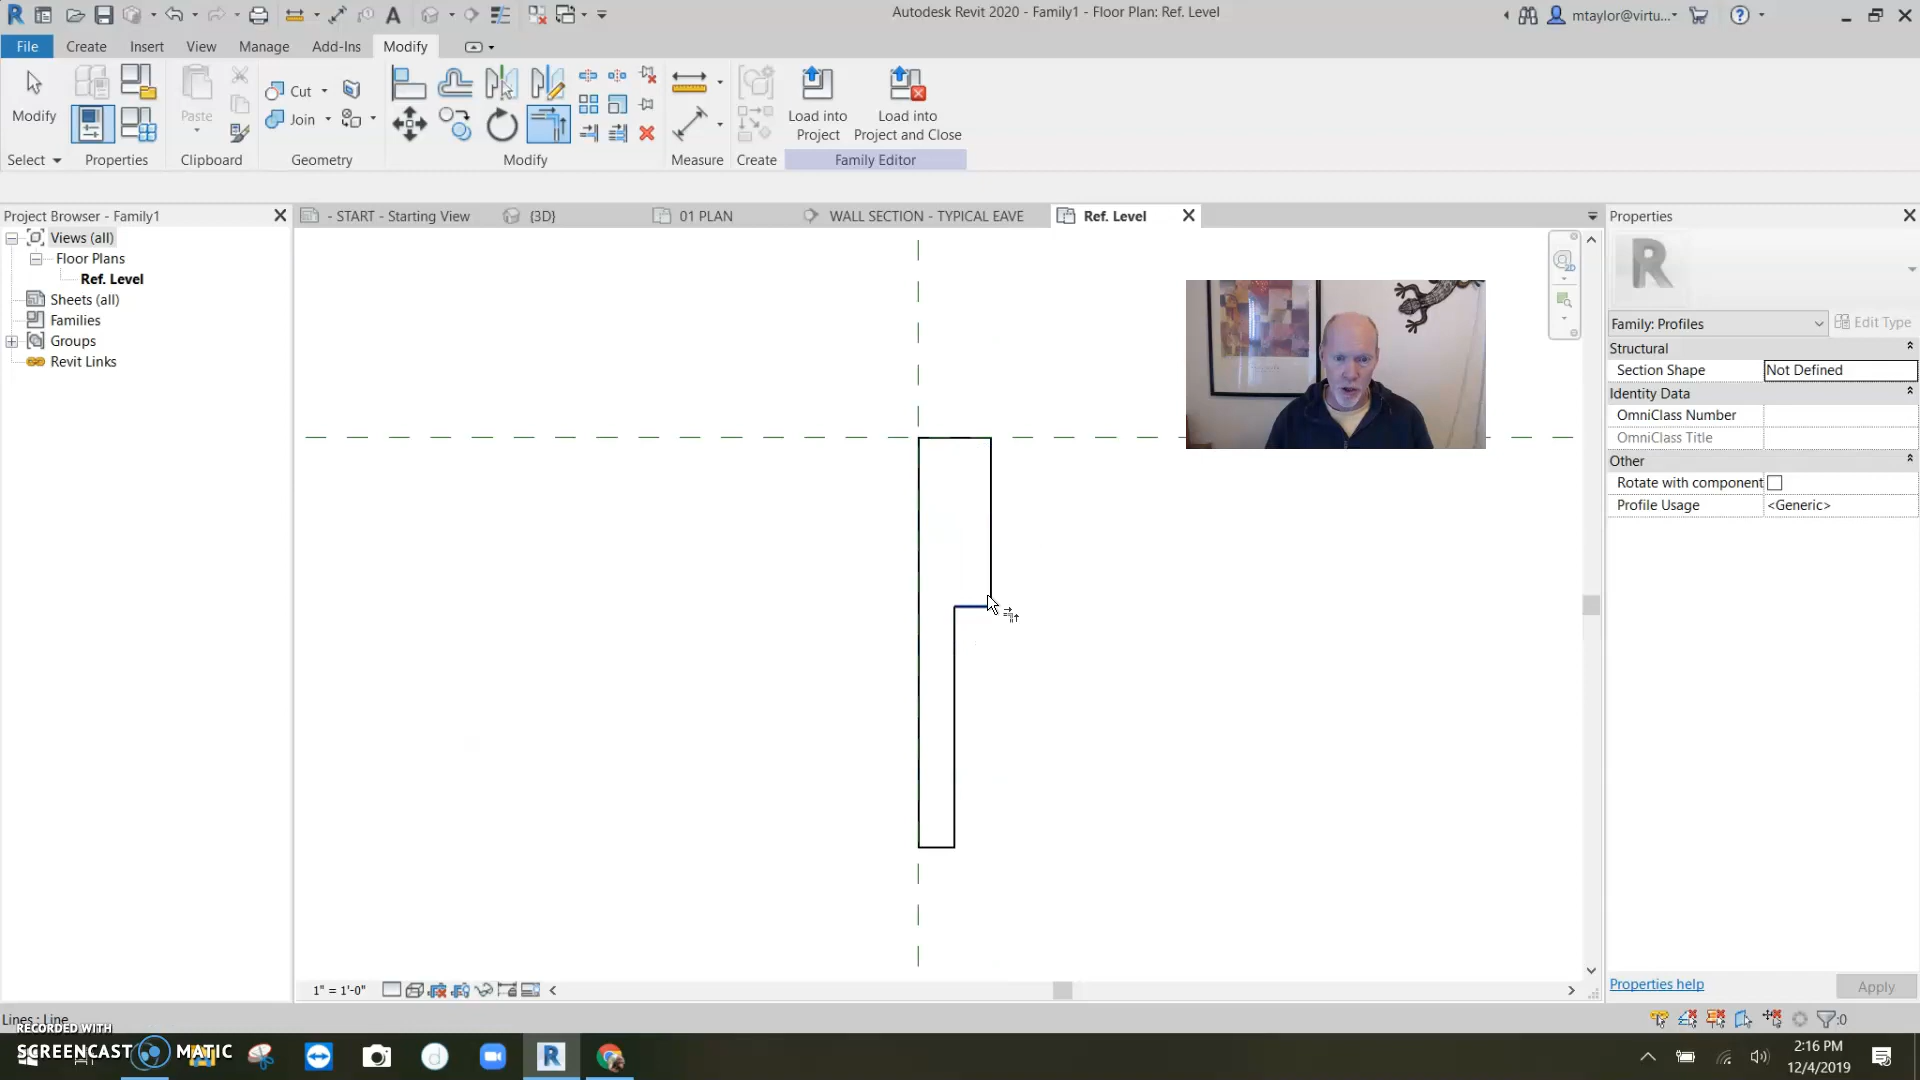 Autodesk Revit 2020 - Family1 - Floor Plan: Ref. Level
mtaylor@virtu...
File
Create
Insert
View
Manage
Add-Ins
Modify
Modify
Paste
Cut
Join
Load into Project
Load into Project and Close
Select
Properties
Clipboard
Geometry
Modify
Measure
Create
Family Editor
Project Browser - Family1
- START - Starting View
{3D}
01 PLAN
WALL SECTION - TYPICAL EAVE
Ref. Level
Properties
Views (all)
Floor Plans
Ref. Level
Sheets (all)
Families
Groups
Revit Links
R
Family: Profiles
Edit Type
Structural
Section Shape
Not Defined
Identity Data
OmniClass Number
OmniClass Title
Other
Rotate with component
Profile Usage
<Generic>
1" = 1'-0"
Properties help
Apply
Lines : Line
:0
RECORDED WITH
SCREENCAST MATIC
2:16 PM
12/4/2019